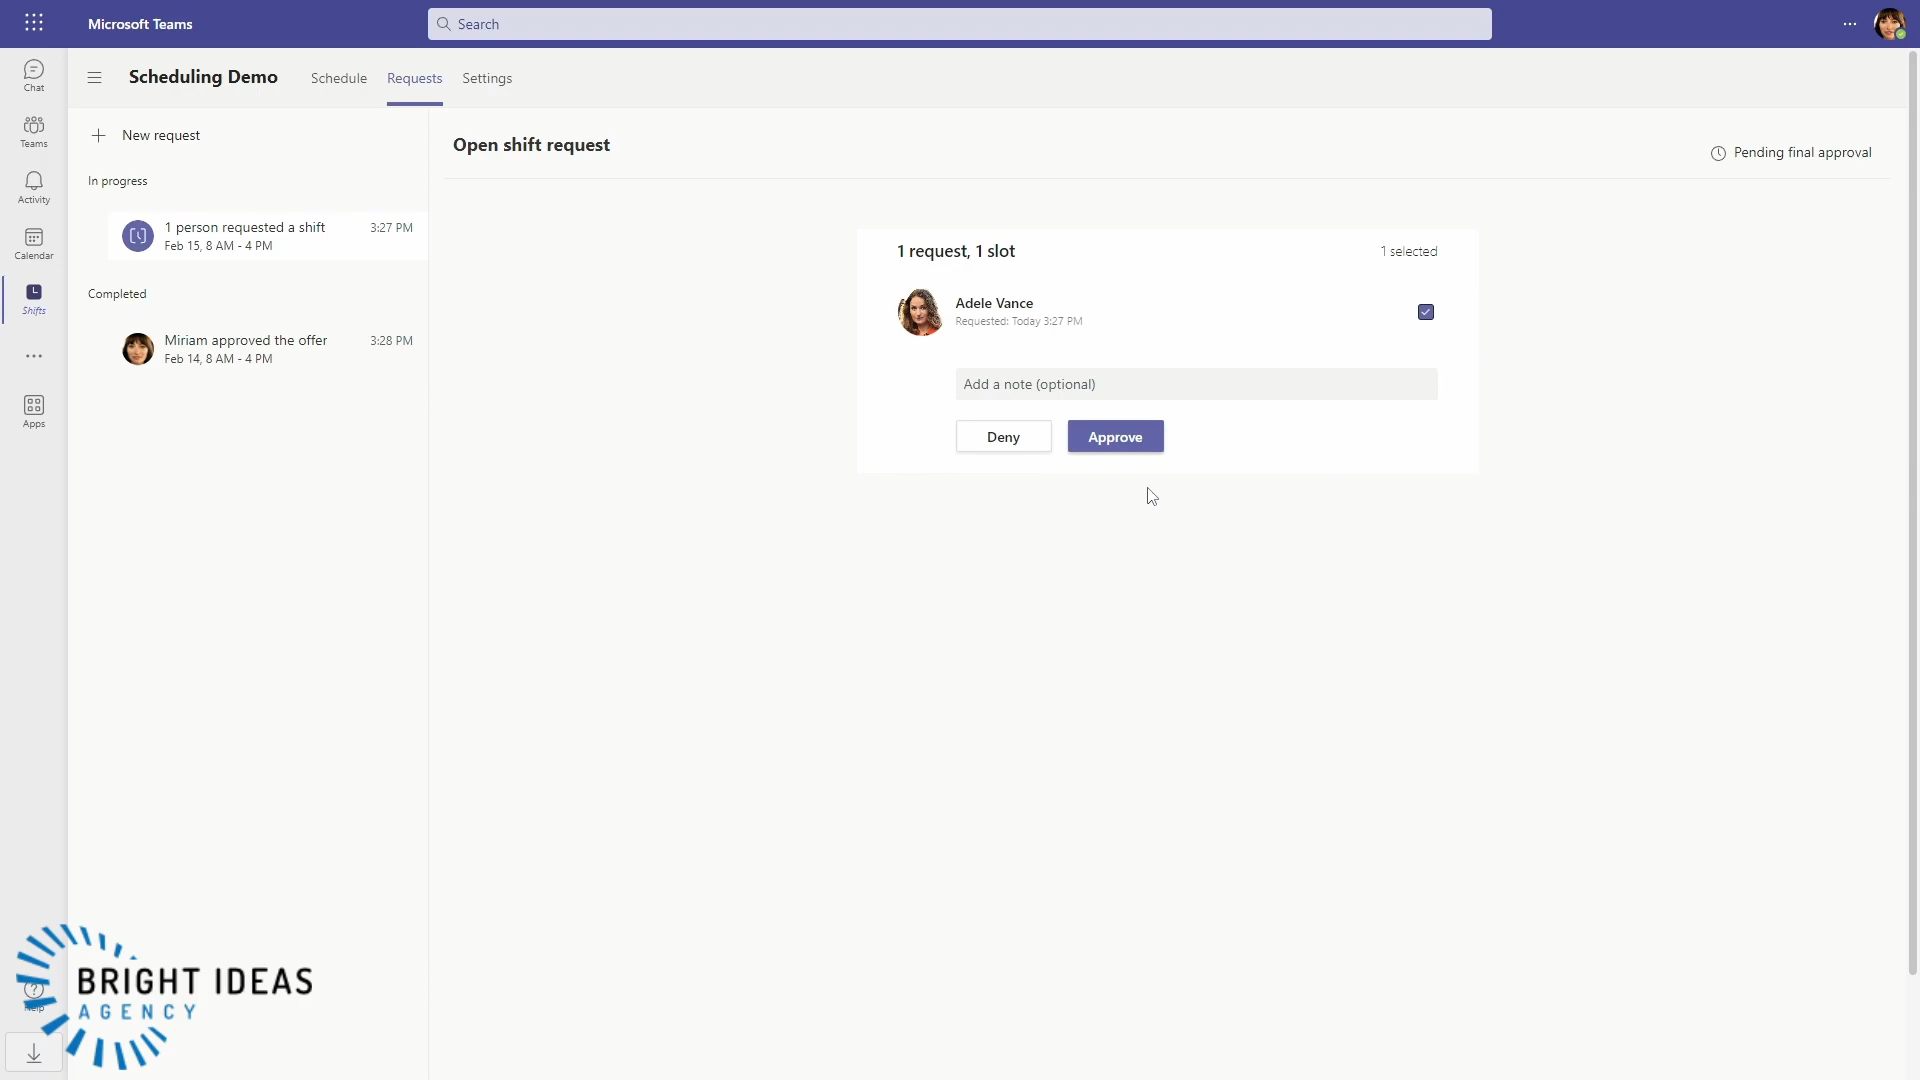 Microsoft Teams
Search
Chat
Teams
Activity
Calendar
Shifts
Apps
Help
Scheduling Demo
Schedule
Requests
Settings
New request
In progress
1 person requested a shift
3:27 PM
Feb 15, 8 AM - 4 PM
Completed
Miriam approved the offer
3:28 PM
Feb 14, 8 AM - 4 PM
Open shift request
Pending final approval
1 request, 1 slot
1 selected
Adele Vance
Requested: Today 3:27 PM
Add a note (optional)
Deny
Approve
BRIGHT IDEAS
AGENCY